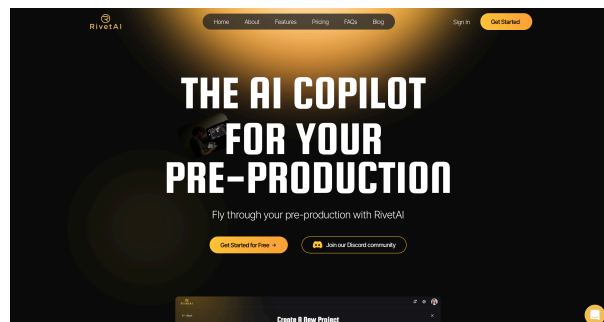 RivetAI
Home About Features Pricing FAQs Blog
Sign In
Get Started
THE AI COPILOT
FOR YOUR
PRE-PRODUCTION
Fly through your pre-production with RivetAI
Get Started for Free →
Join our Discord community
Create A New Project